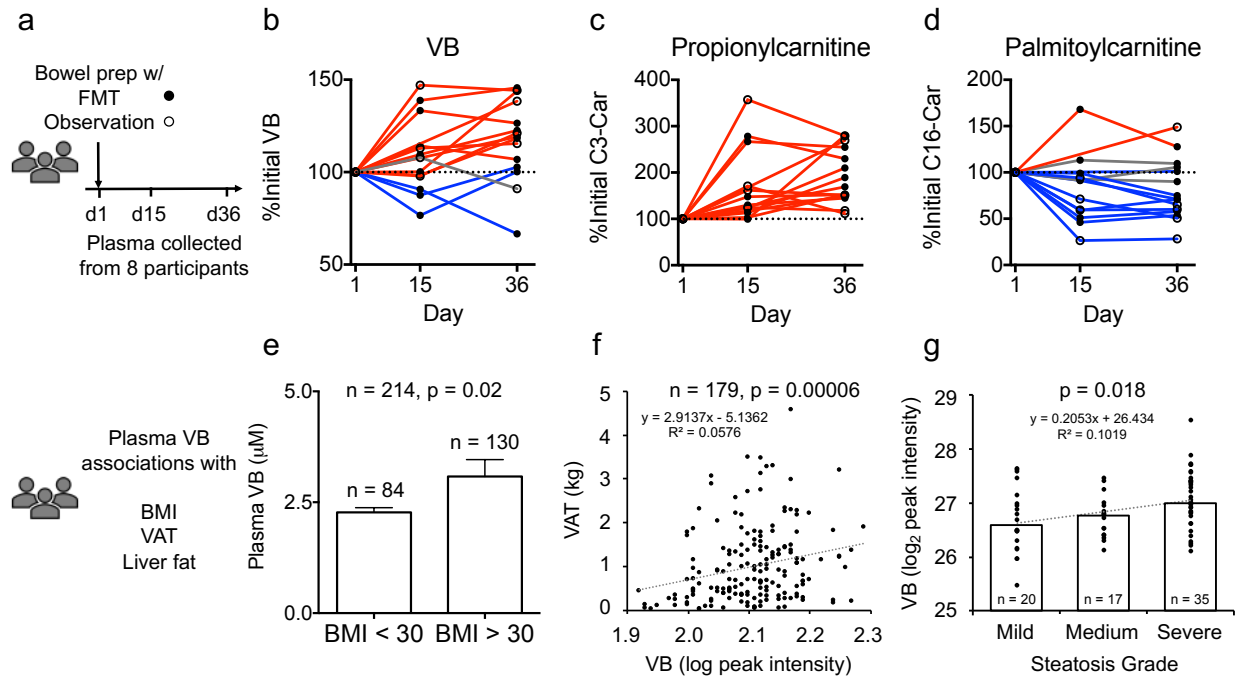 a
Bowel prep w/
FMT
Observation
d1
d15
d36
Plasma collected
from 8 participants
b
VB
%Initial VB
150
100
50
1
15
36
Day
c
Propionylcarnitine
%Initial C3-Car
400
300
200
100
0
1
15
36
Day
d
Palmitoylcarnitine
%Initial C16-Car
200
150
100
50
0
1
15
36
Day
Plasma VB
associations with
BMI
VAT
Liver fat
e
n = 214, p = 0.02
Plasma VB (μM)
5.0
2.5
0.0
n = 84
n = 130
BMI < 30
BMI > 30
f
n = 179, p = 0.00006
y = 2.9137x - 5.1362
R² = 0.0576
VAT (kg)
5
4
3
2
1
0
1.9
2.0
2.1
2.2
2.3
VB (log peak intensity)
g
p = 0.018
y = 0.2053x + 26.434
R² = 0.1019
VB (log₂ peak intensity)
29
28
27
26
25
n = 20
n = 17
n = 35
Mild
Medium
Severe
Steatosis Grade